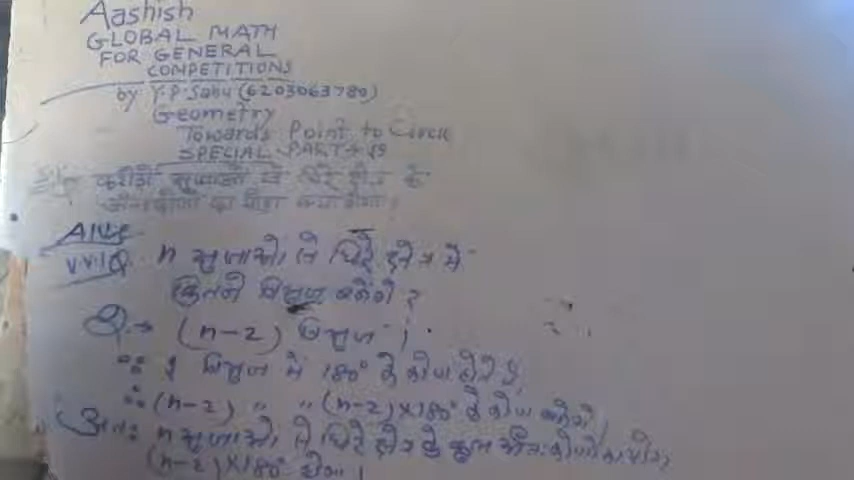 Aashish
GLOBAL MATH
FOR GENERAL
COMPETITIONS
by Y.P. Sahu (6203063780)
Geometry
Towards Point to Circle
SPECIAL PART → 19
का योग क्या होगा?
V.V.I Q. n भुजाओं से घिरे क्षेत्र में
कितने त्रिभुज बनेंगे ?
→ (n-2) त्रिभुज ।
∵ 1 त्रिभुज में 180° के कोण होते है
∴ (n-2) " " (n-2)×180° के कोण बनेंगे,
अतः n भुजाओं से घिरे क्षेत्र के कुल अंतःकोणों का योग
(n-2)×180° होगा ।